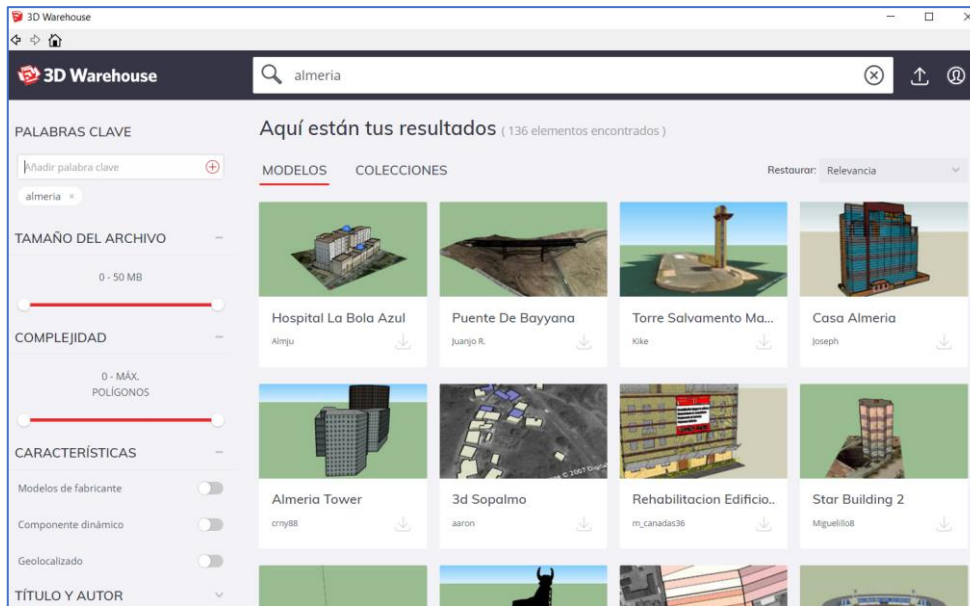 3D Warehouse
3D Warehouse
almeria
PALABRAS CLAVE
Añadir palabra clave
almeria ×
TAMAÑO DEL ARCHIVO
0 - 50 MB
COMPLEJIDAD
0 - MÁX.
POLÍGONOS
CARACTERÍSTICAS
Modelos de fabricante
Componente dinámico
Geolocalizado
TÍTULO Y AUTOR
Aquí están tus resultados ( 136 elementos encontrados )
MODELOS COLECCIONES
Restaurar: Relevancia
Hospital La Bola Azul
Almju
Puente De Bayyana
Juanjo R.
Torre Salvamento Ma...
Kike
Casa Almeria
Joseph
Almeria Tower
crny88
© 2007 Digital
3d Sopalmo
aaron
Rehabilitacion Edificio..
m_canadas36
Star Building 2
Miguelillo8